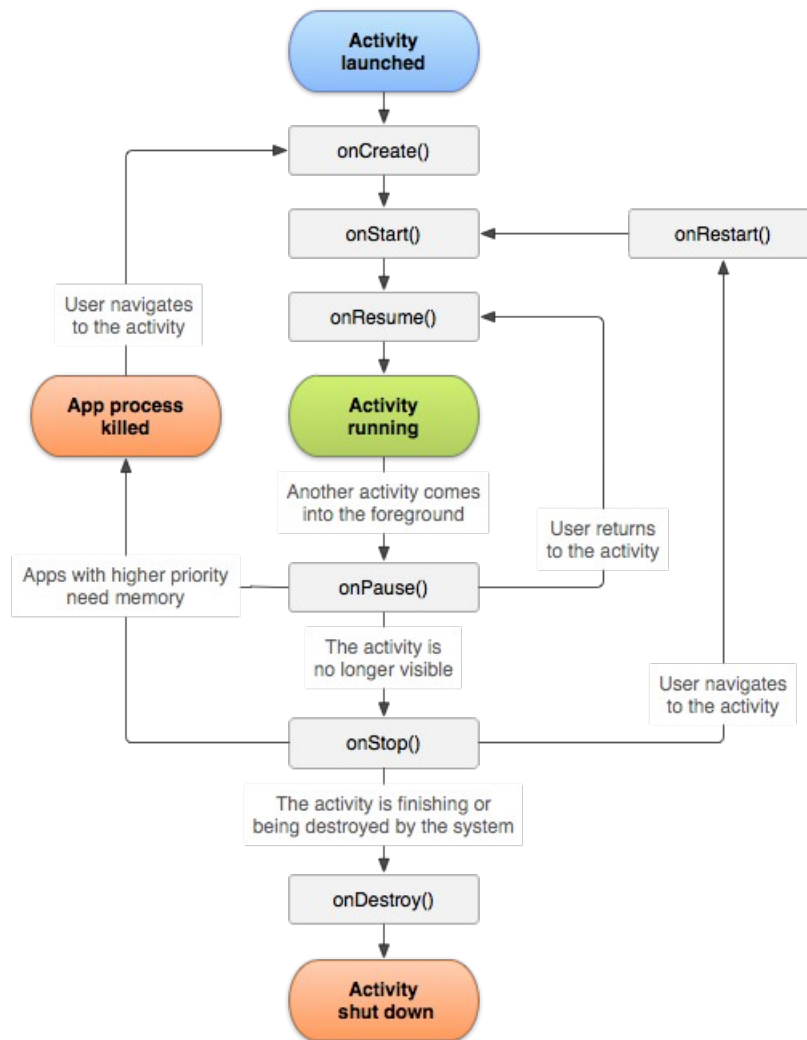 Activity
launched
onCreate()
onStart()
onRestart()
User navigates
to the activity
onResume()
App process
killed
Activity
running
Another activity comes
into the foreground
User returns
to the activity
Apps with higher priority
need memory
onPause()
The activity is
no longer visible
User navigates
to the activity
onStop()
The activity is finishing or
being destroyed by the system
onDestroy()
Activity
shut down